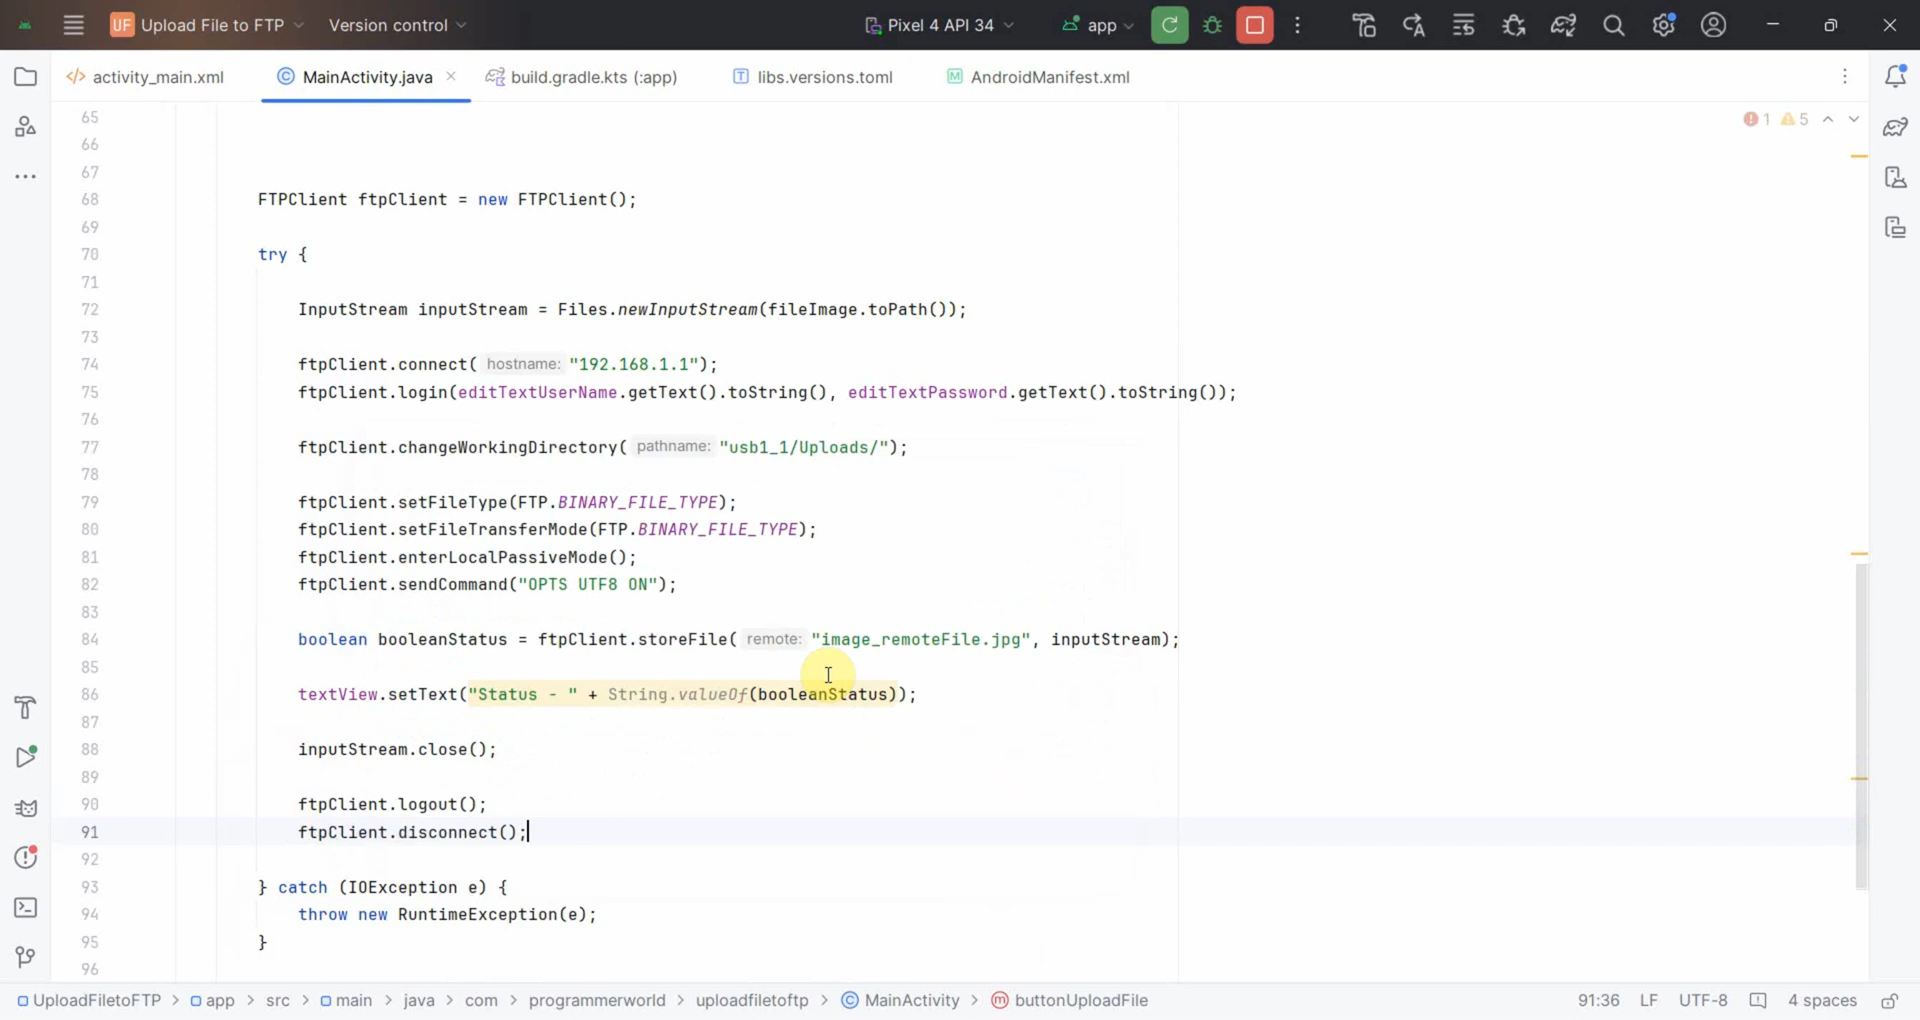 UF Upload File to FTP Version control Pixel 4 API 34 app
</> activity_main.xml C MainActivity.java build.gradle.kts (:app) T libs.versions.toml M AndroidManifest.xml
65 1 5
66
67
68 FTPClient ftpClient = new FTPClient();
69
70 try {
71
72 InputStream inputStream = Files.newInputStream(fileImage.toPath());
73
74 ftpClient.connect( hostname: "192.168.1.1");
75 ftpClient.login(editTextUserName.getText().toString(), editTextPassword.getText().toString());
76
77 ftpClient.changeWorkingDirectory( pathname: "usb1_1/Uploads/");
78
79 ftpClient.setFileType(FTP.BINARY_FILE_TYPE);
80 ftpClient.setFileTransferMode(FTP.BINARY_FILE_TYPE);
81 ftpClient.enterLocalPassiveMode();
82 ftpClient.sendCommand("OPTS UTF8 ON");
83
84 boolean booleanStatus = ftpClient.storeFile( remote: "image_remoteFile.jpg", inputStream);
85
86 textView.setText("Status - " + String.valueOf(booleanStatus));
87
88 inputStream.close();
89
90 ftpClient.logout();
91 ftpClient.disconnect();
92
93 } catch (IOException e) {
94 throw new RuntimeException(e);
95 }
96
UploadFiletoFTP > app > src > main > java > com > programmerworld > uploadfiletoftp > C MainActivity > m buttonUploadFile 91:36 LF UTF-8 4 spaces